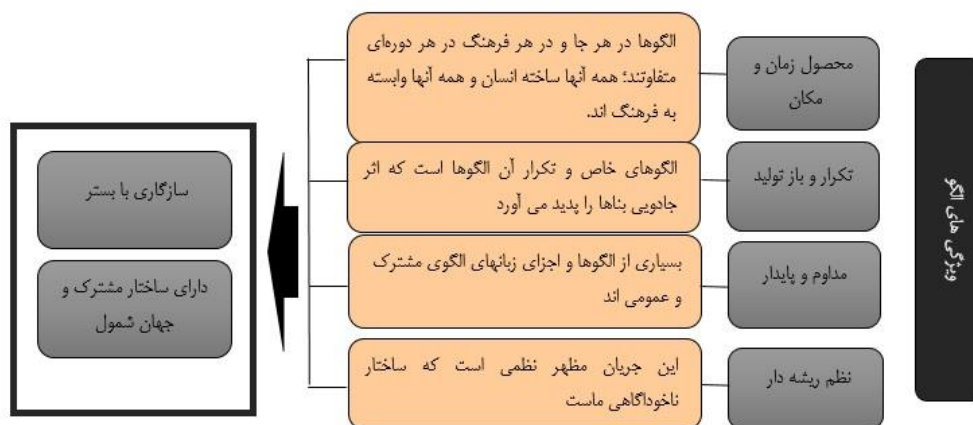 ویژگی های الگو
محصول زمان و
مکان
الگوها در هر جا و در هر فرهنگ در هر دوره‌ای
متفاوتند؛ همه آنها ساخته انسان و همه آنها وابسته
به فرهنگ اند.
تکرار و باز تولید
الگوهای خاص و تکرار آن الگوها است که اثر
جادویی بناها را پدید می آورد
مداوم و پایدار
بسیاری از الگوها و اجزای زبانهای الگوی مشترک
و عمومی اند
نظم ریشه دار
این جریان مظهر نظمی است که ساختار
ناخوداگاهی ماست
سازگاری با بستر
دارای ساختار مشترک و
جهان شمول